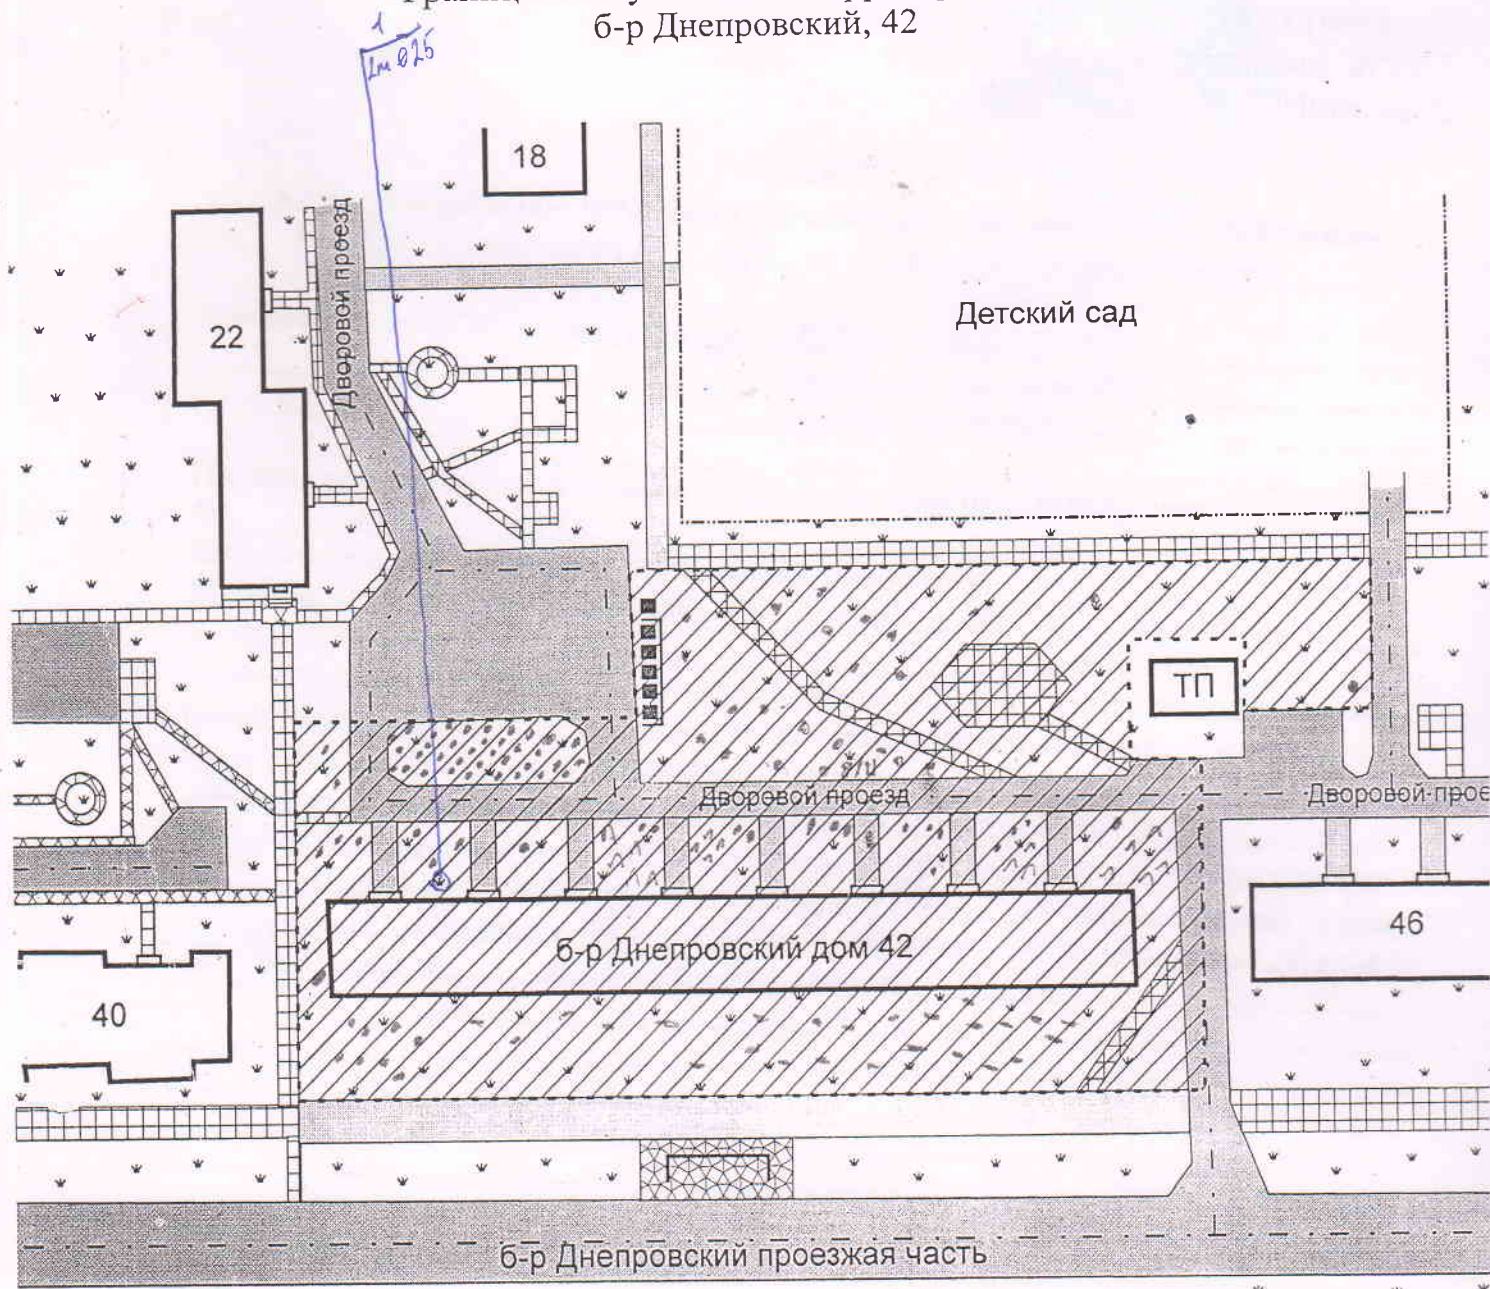 б-р Днепровский, 42
1
18
Дворовой проезд
22
Детский сад
ТП
Дворовой проезд
Дворовой прое
б-р Днепровский дом 42
46
40
б-р Днепровский проезжая часть